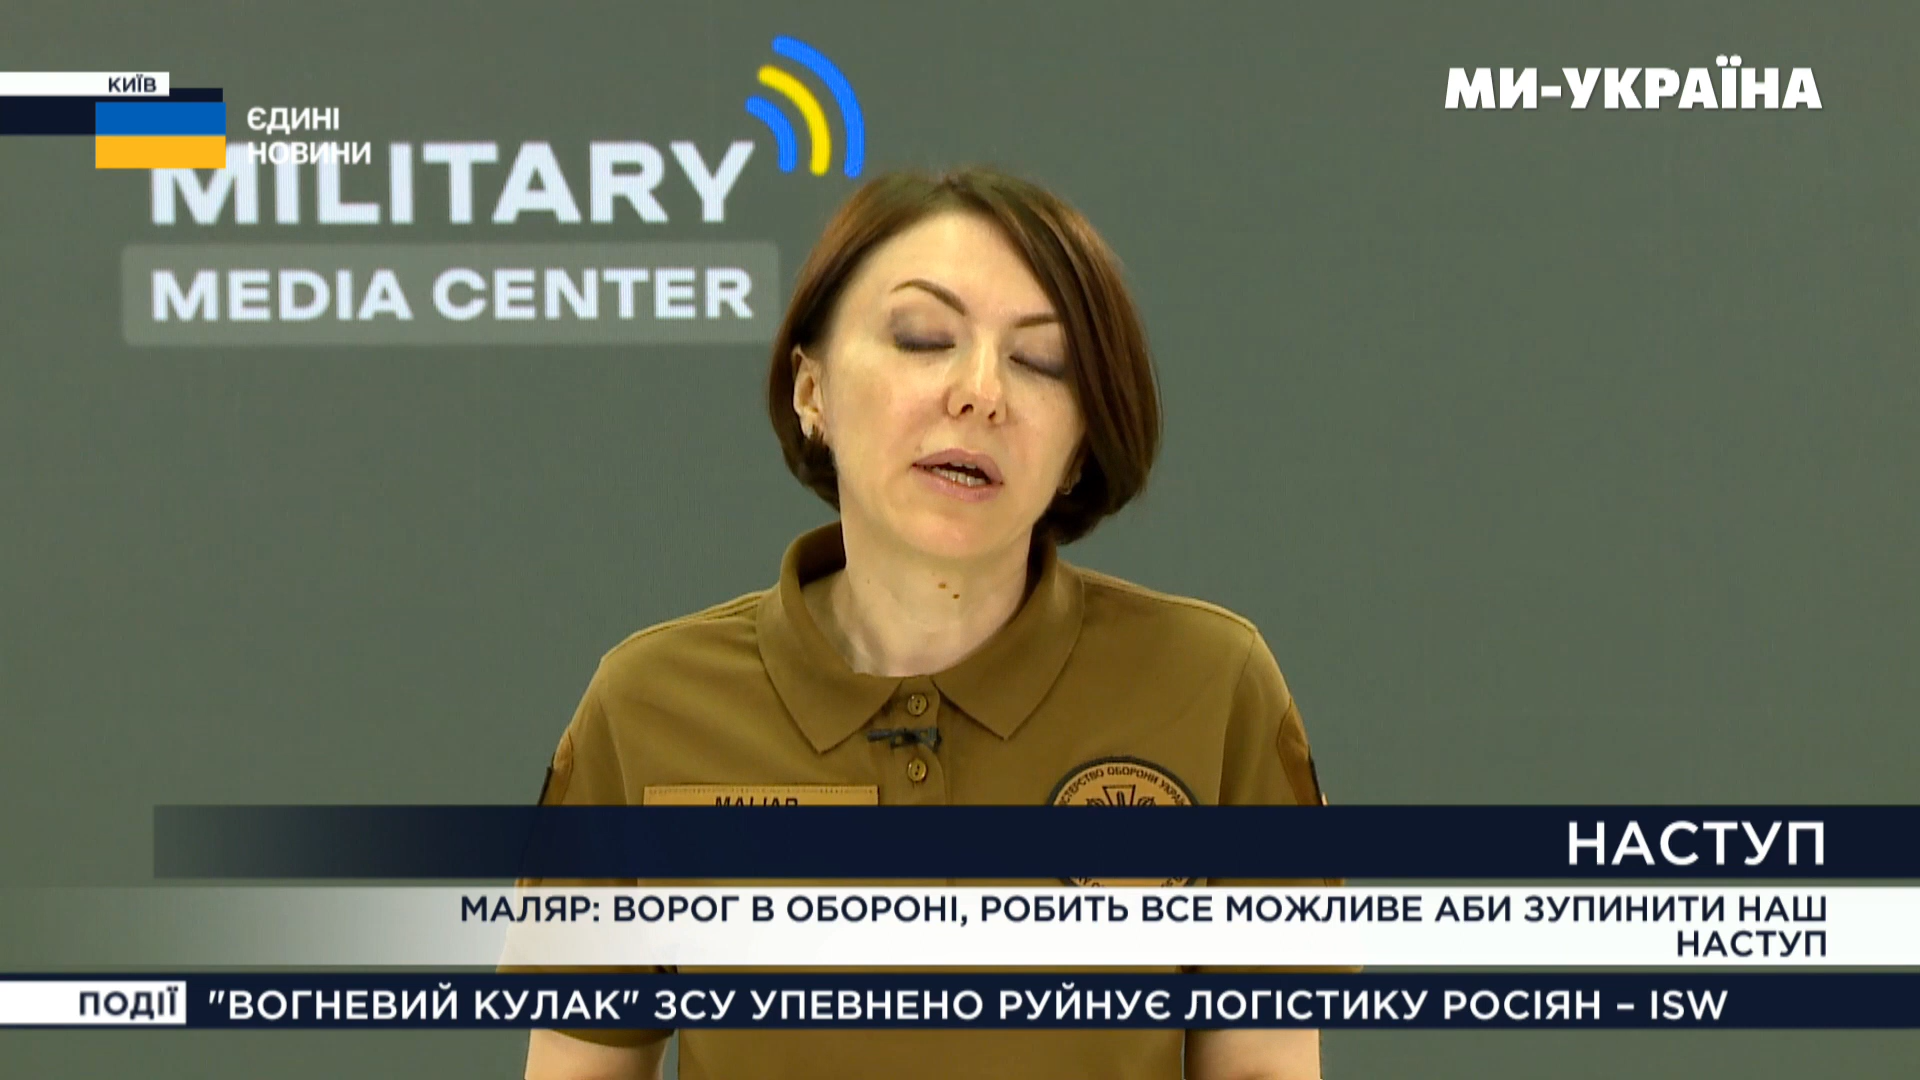 КИЇВ
ЄДИНІ
НОВИНИ
МИ-УКРАЇНА
MILITARY
MEDIA CENTER
НАСТУП
МАЛЯР: ВОРОГ В ОБОРОНІ, РОБИТЬ ВСЕ МОЖЛИВЕ АБИ ЗУПИНИТИ НАШ
НАСТУП
ПОДІЇ "ВОГНЕВИЙ КУЛАК" ЗСУ УПЕВНЕНО РУЙНУЄ ЛОГІСТИКУ РОСІЯН – ISW